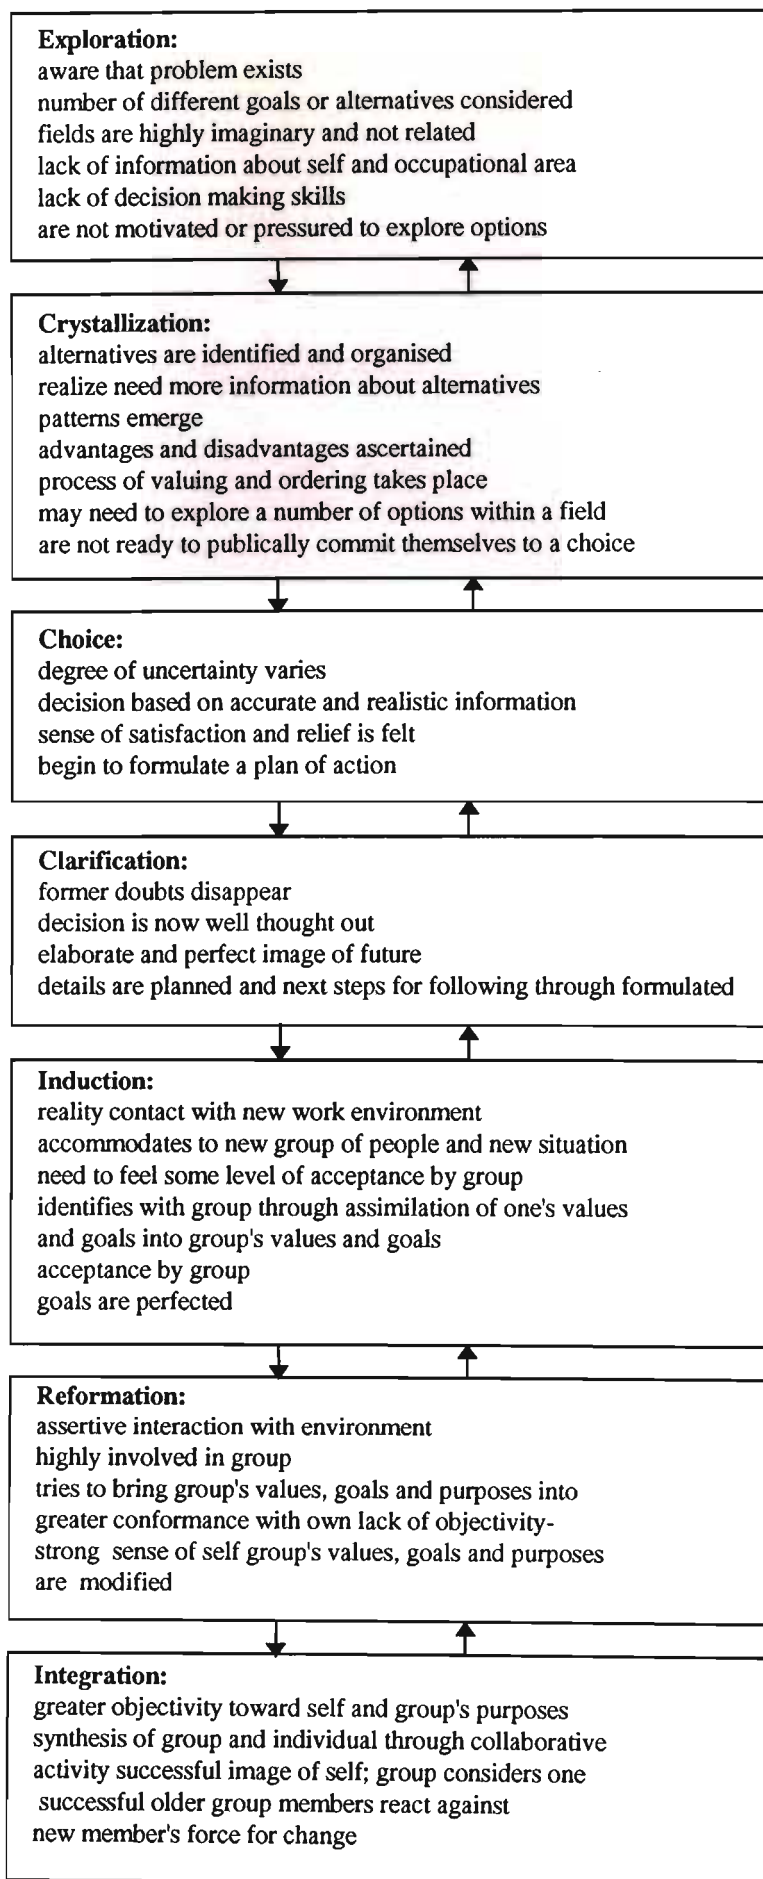 Exploration:
aware that problem exists
number of different goals or alternatives considered
fields are highly imaginary and not related
lack of information about self and occupational area
lack of decision making skills
are not motivated or pressured to explore options
Crystallization:
alternatives are identified and organised
realize need more information about alternatives
patterns emerge
advantages and disadvantages ascertained
process of valuing and ordering takes place
may need to explore a number of options within a field
are not ready to publically commit themselves to a choice
Choice:
degree of uncertainty varies
decision based on accurate and realistic information
sense of satisfaction and relief is felt
begin to formulate a plan of action
Clarification:
former doubts disappear
decision is now well thought out
elaborate and perfect image of future
details are planned and next steps for following through formulated
Induction:
reality contact with new work environment
accommodates to new group of people and new situation
need to feel some level of acceptance by group
identifies with group through assimilation of one's values
and goals into group's values and goals
acceptance by group
goals are perfected
Reformation:
assertive interaction with environment
highly involved in group
tries to bring group's values, goals and purposes into
greater conformance with own lack of objectivity-
strong sense of self group's values, goals and purposes
are modified
Integration:
greater objectivity toward self and group's purposes
synthesis of group and individual through collaborative
activity successful image of self; group considers one
successful older group members react against
new member's force for change